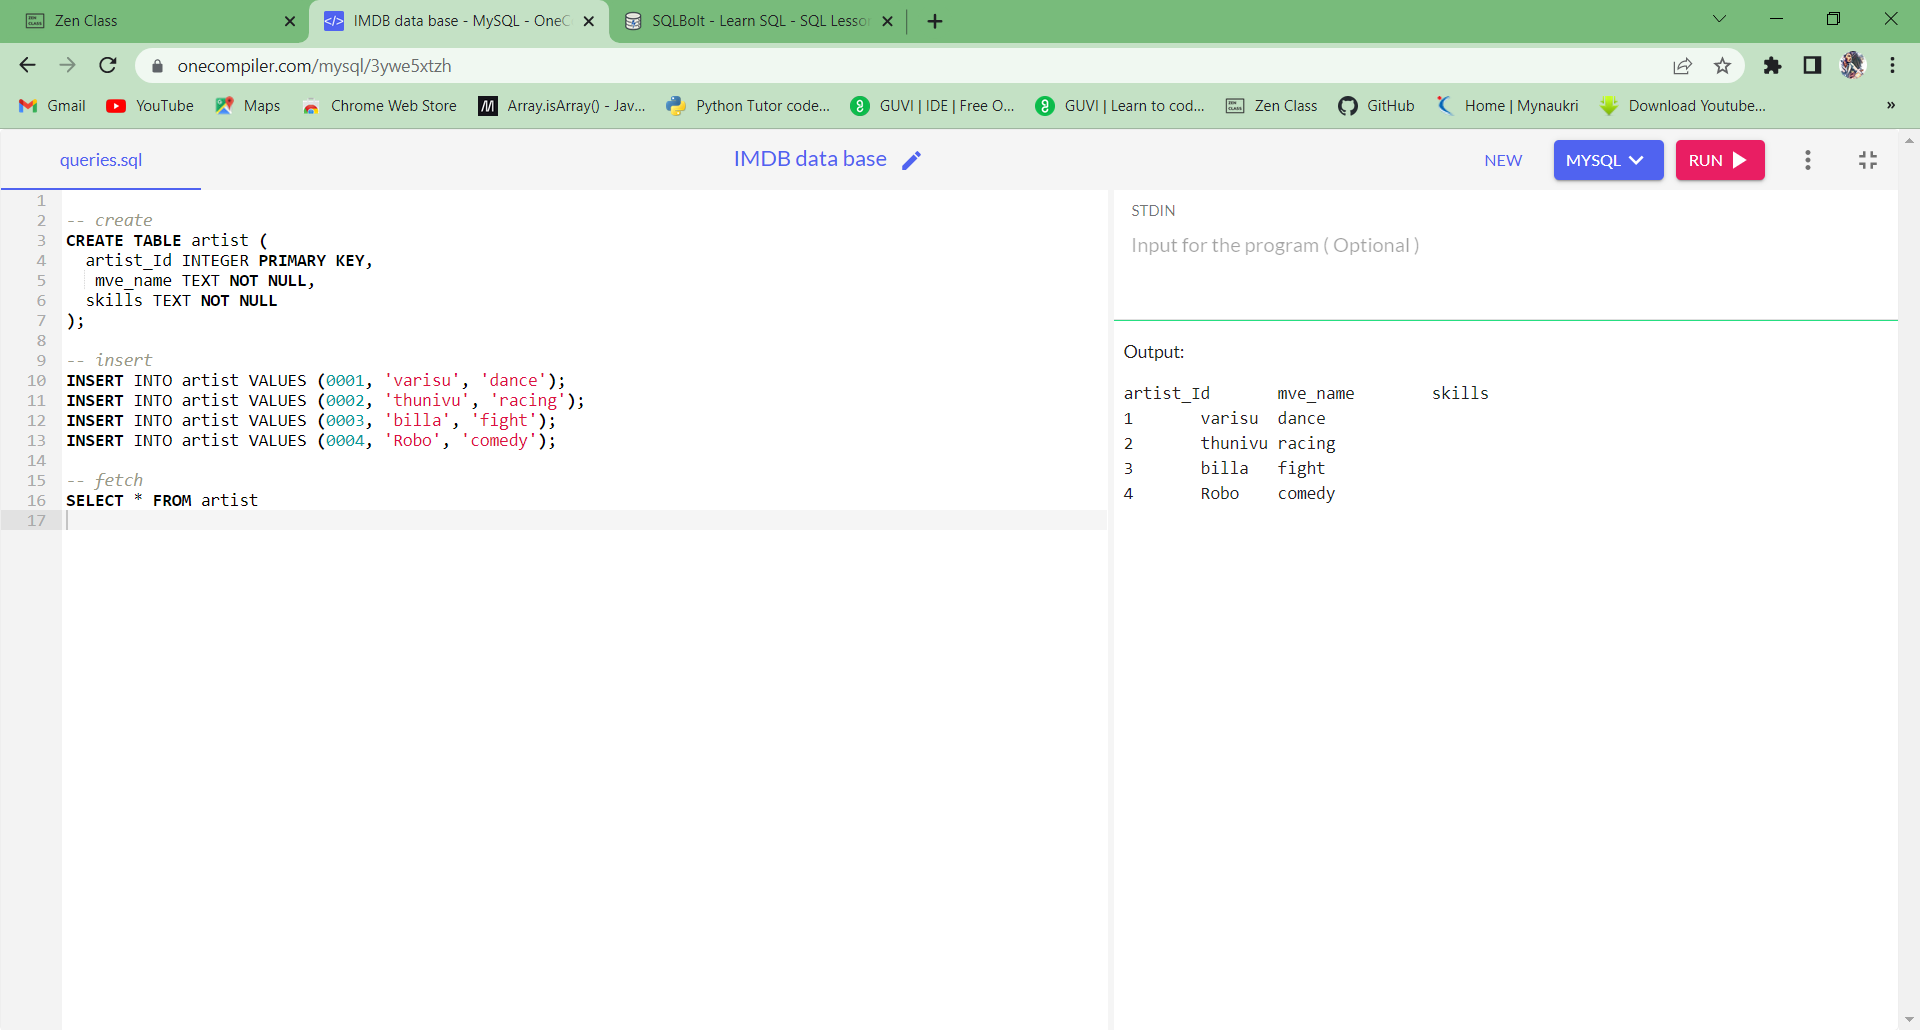 Zen Class
IMDB data base - MySQL - OneC
SQLBolt - Learn SQL - SQL Lesson
onecompiler.com/mysql/3ywe5xtzh
Gmail
YouTube
Maps
Chrome Web Store
Array.isArray() - Jav...
Python Tutor code...
GUVI | IDE | Free O...
GUVI | Learn to cod...
Zen Class
GitHub
Home | Mynaukri
Download Youtube...
»
queries.sql
IMDB data base
NEW
MYSQL
RUN
1
2 -- create
3 CREATE TABLE artist (
4 artist_Id INTEGER PRIMARY KEY,
5 mve_name TEXT NOT NULL,
6 skills TEXT NOT NULL
7 );
8
9 -- insert
10 INSERT INTO artist VALUES (0001, 'varisu', 'dance');
11 INSERT INTO artist VALUES (0002, 'thunivu', 'racing');
12 INSERT INTO artist VALUES (0003, 'billa', 'fight');
13 INSERT INTO artist VALUES (0004, 'Robo', 'comedy');
14
15 -- fetch
16 SELECT * FROM artist
17
STDIN
Input for the program ( Optional )
Output:
artist_Id mve_name skills
1 varisu dance
2 thunivu racing
3 billa fight
4 Robo comedy